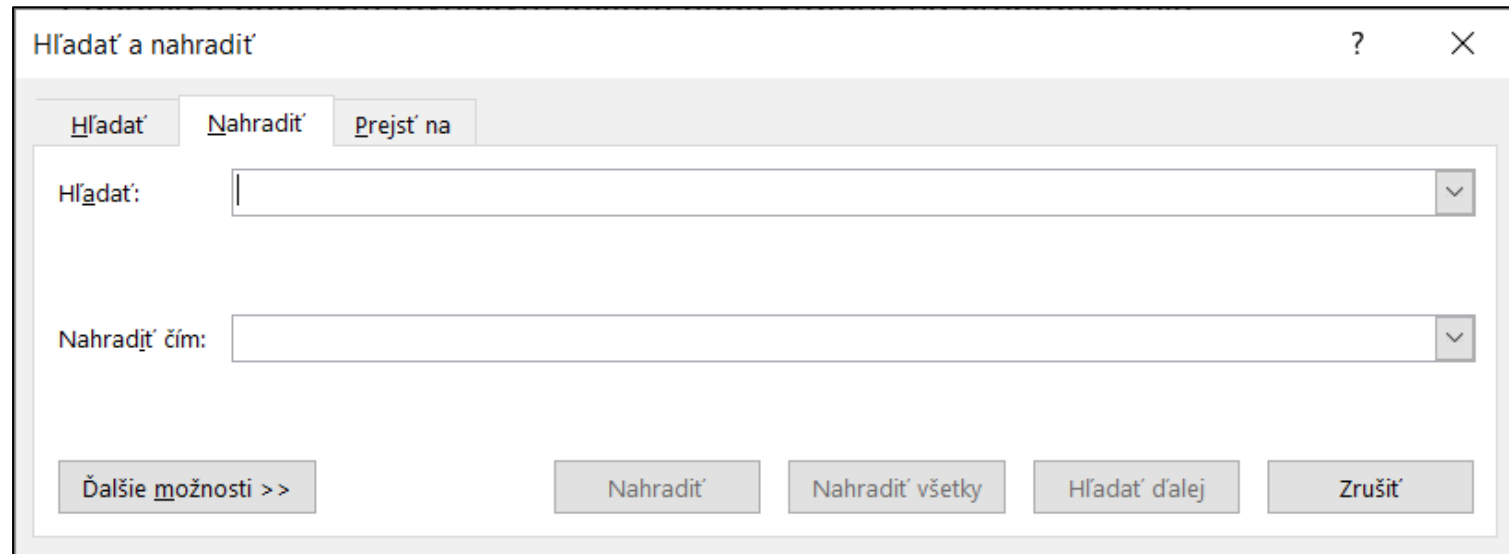 Hľadať a nahradiť
?
Hľadať
Nahradiť
Prejsť na
Hľadať:
Nahradiť čím:
Ďalšie možnosti >>
Nahradiť
Nahradiť všetky
Hľadať ďalej
Zrušiť